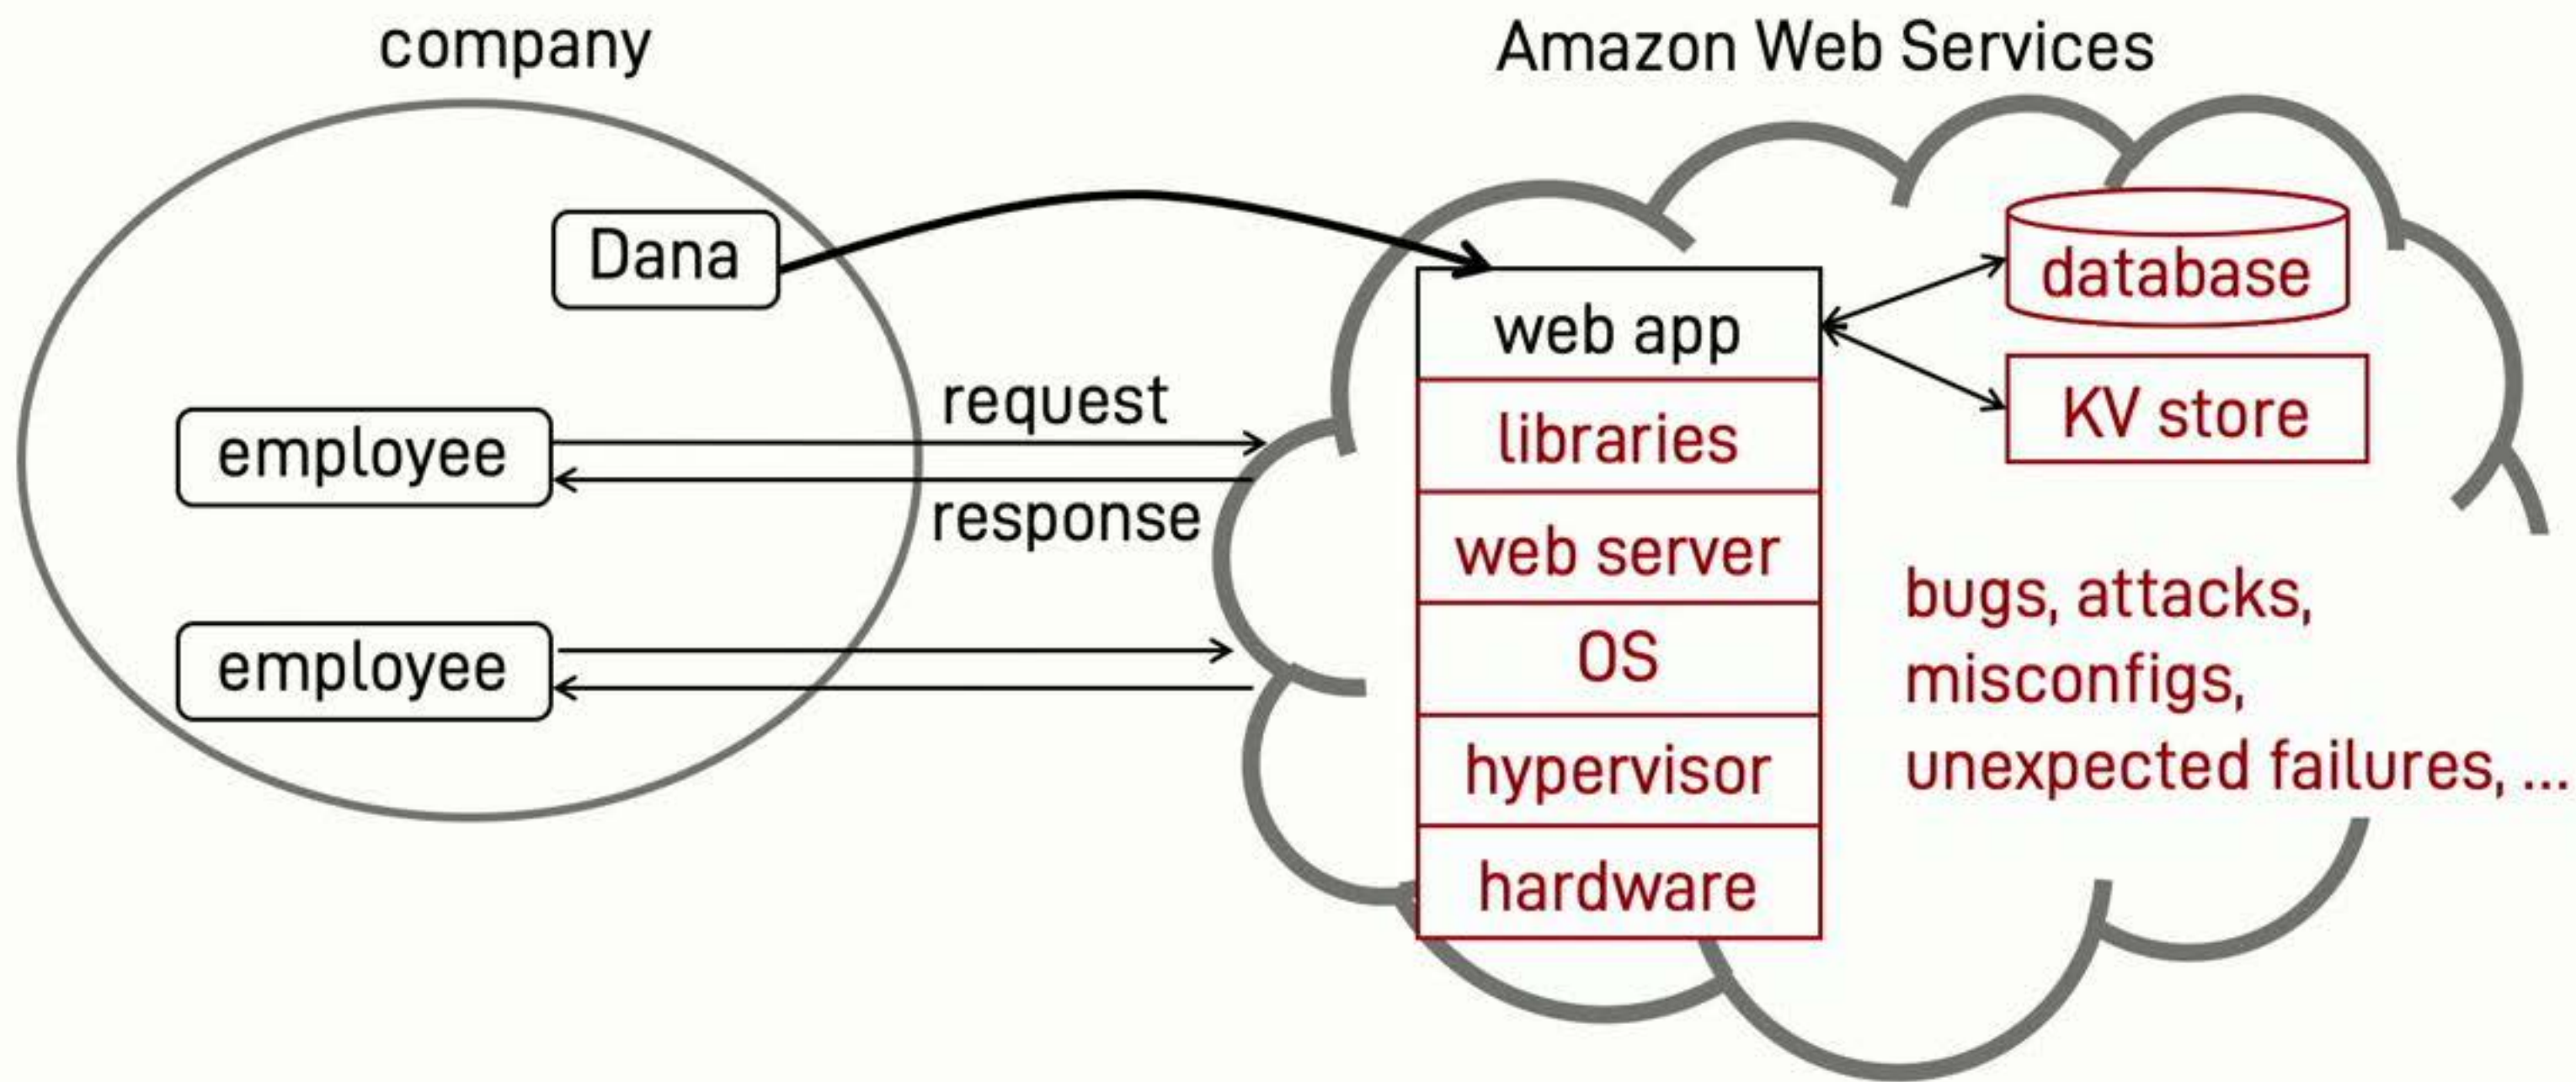 company
Amazon Web Services
Dana
employee
request
response
employee
web app
libraries
web server
OS
hypervisor
hardware
database
KV store
bugs, attacks,
misconfigs,
unexpected failures, ...